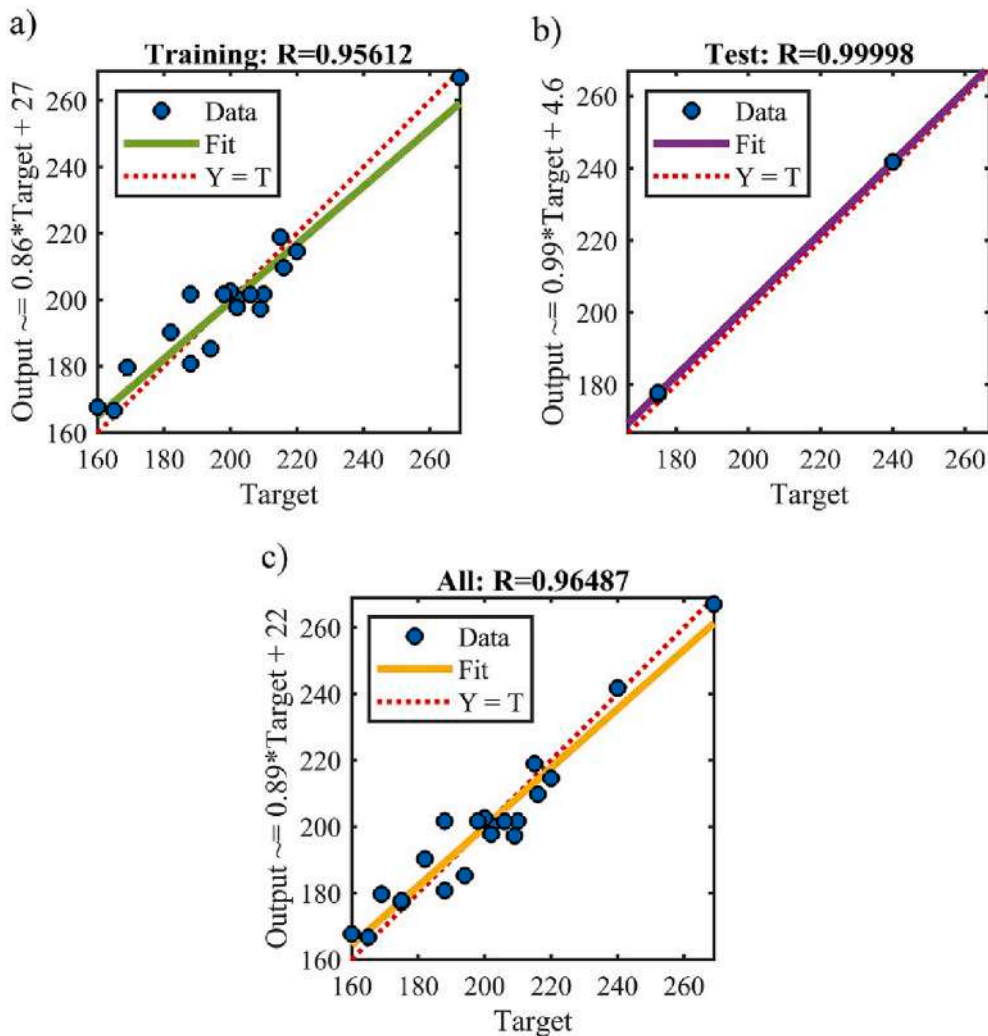 a)
Training: R=0.95612
Output ~= 0.86*Target + 27
Data
Fit
Y = T
260
240
220
200
180
160
160 180 200 220 240 260
Target
b)
Test: R=0.99998
Output ~= 0.99*Target + 4.6
Data
Fit
Y = T
260
240
220
200
180
180 200 220 240 260
Target
c)
All: R=0.96487
Output ~= 0.89*Target + 22
Data
Fit
Y = T
260
240
220
200
180
160
160 180 200 220 240 260
Target